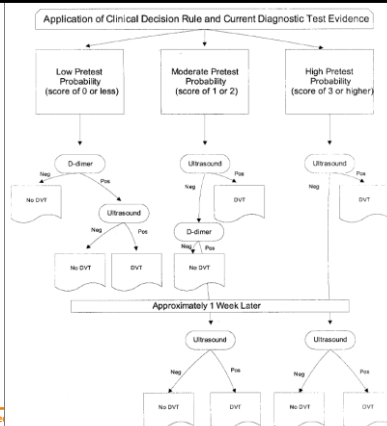 Application of Clinical Decision Rule and Current Diagnostic Test Evidence
Low Pretest
Probability
(score of 0 or less)
Moderate Pretest
Probability
(score of 1 or 2)
High Pretest
Probability
(score of 3 or higher)
D-dimer
Ultrasound
Ultrasound
Neg
Pos
Neg
Pos
Neg
Pos
No DVT
DVT
DVT
Ultrasound
D-dimer
Neg
Pos
Neg
Pos
No DVT
DVT
No DVT
Approximately 1 Week Later
Ultrasound
Ultrasound
Neg
Pos
Neg
Pos
No DVT
DVT
No DVT
DVT